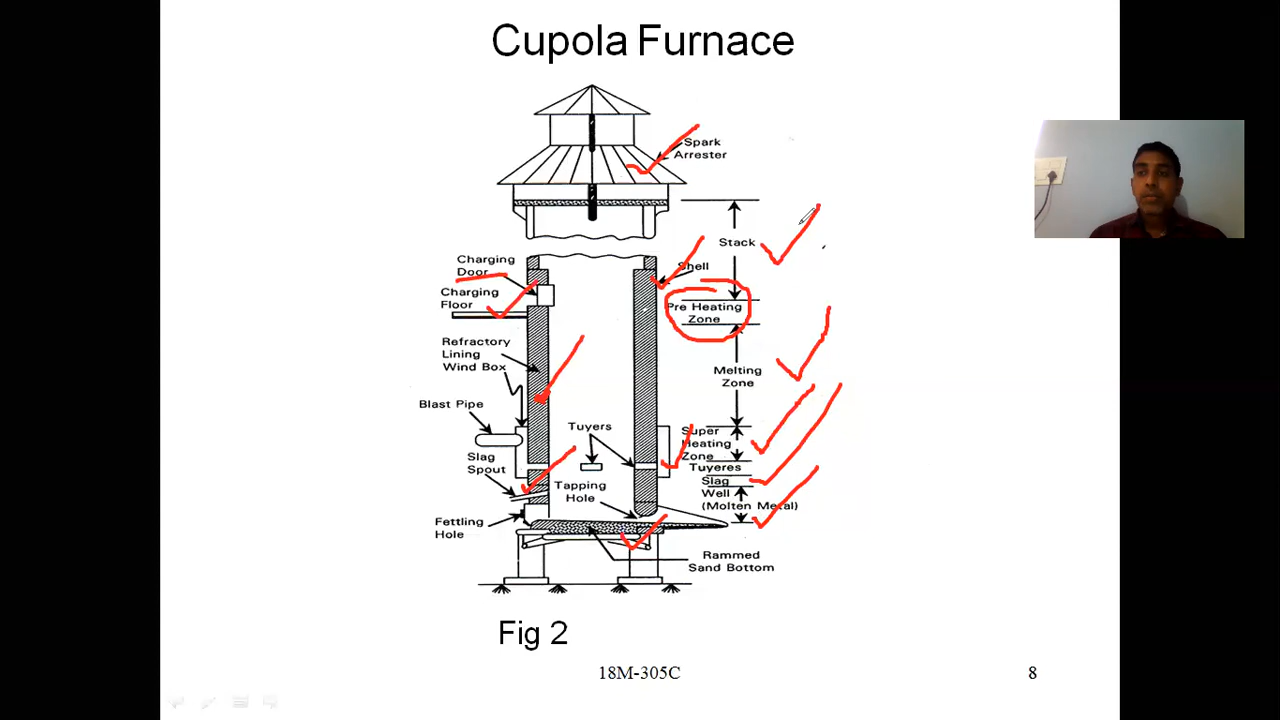 Cupola Furnace
Spark
Arrester
Stack
Charging
Door
Shell
Charging
Floor
Pre Heating
Zone
Refractory
Lining
Wind Box
Melting
Zone
Blast Pipe
Tuyers
Super
Heating
Zone
Slag
Spout
Tuyeres
Slag
Tapping
Hole
Well
(Molten Metal)
Fettling
Hole
Rammed
Sand Bottom
Fig 2
18M-305C
8